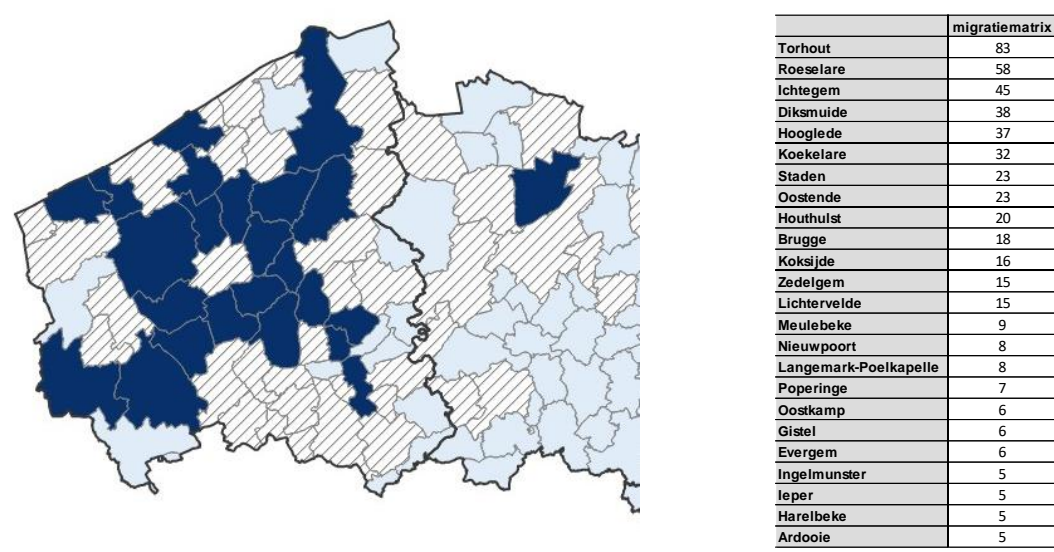 migratiematrix
Torhout 83
Roeselare 58
Ichtegem 45
Diksmuide 38
Hooglede 37
Koekelare 32
Staden 23
Oostende 23
Houthulst 20
Brugge 18
Koksijde 16
Zedelgem 15
Lichtervelde 15
Meulebeke 9
Nieuwpoort 8
Langemark-Poelkapelle 8
Poperinge 7
Oostkamp 6
Gistel 6
Evergem 6
Ingelmunster 5
Ieper 5
Harelbeke 5
Ardooie 5